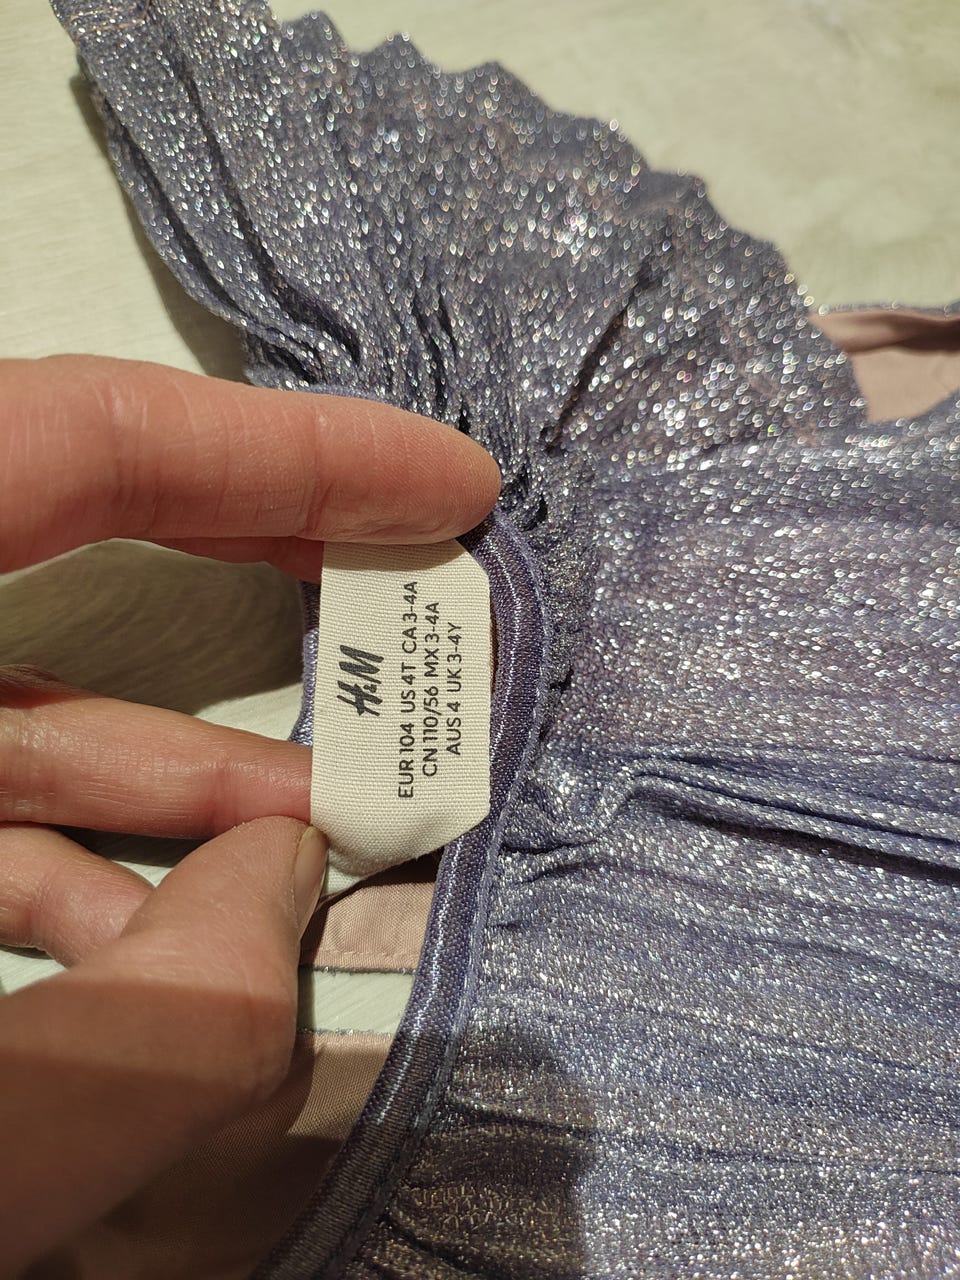 H&M
EUR 104 US 4T CA 3-4A
CN 110/56 MX 3-4A
AUS 4 UK 3-4Y